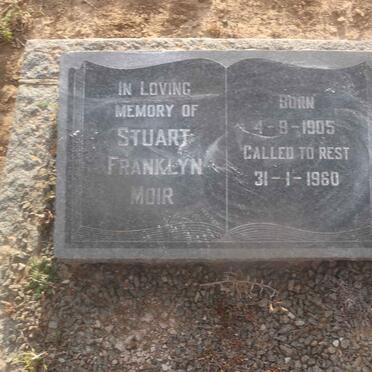 IN LOVING
MEMORY OF
STUART
FRANKLYN
MOIR
BORN
4-9-1905
CALLED TO REST
31-1-1960